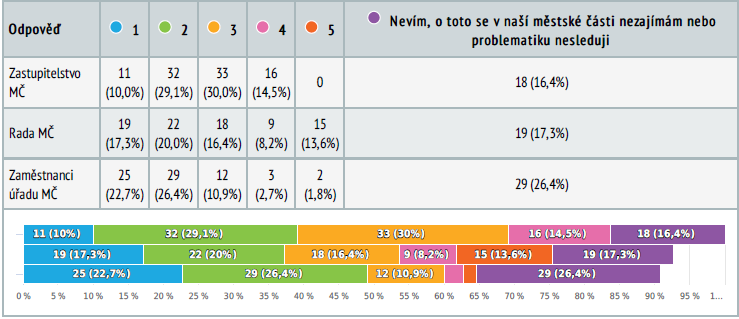 Odpověď 1 2 3 4 5 Nevím, o toto se v naší městské části nezajímám nebo
problematiku nesleduji
Zastupitelstvo MČ 11 (10,0%) 32 (29,1%) 33 (30,0%) 16 (14,5%) 0 18 (16,4%)
Rada MČ 19 (17,3%) 22 (20,0%) 18 (16,4%) 9 (8,2%) 15 (13,6%) 19 (17,3%)
Zaměstnanci úřadu MČ 25 (22,7%) 29 (26,4%) 12 (10,9%) 3 (2,7%) 2 (1,8%) 29 (26,4%)
11 (10%) 32 (29,1%) 33 (30%) 16 (14,5%) 18 (16,4%)
19 (17,3%) 22 (20%) 18 (16,4%) 9 (8,2%) 15 (13,6%) 19 (17,3%)
25 (22,7%) 29 (26,4%) 12 (10,9%) 29 (26,4%)
0 % 5 % 10 % 15 % 20 % 25 % 30 % 35 % 40 % 45 % 50 % 55 % 60 % 65 % 70 % 75 % 80 % 85 % 90 % 95 % 1...